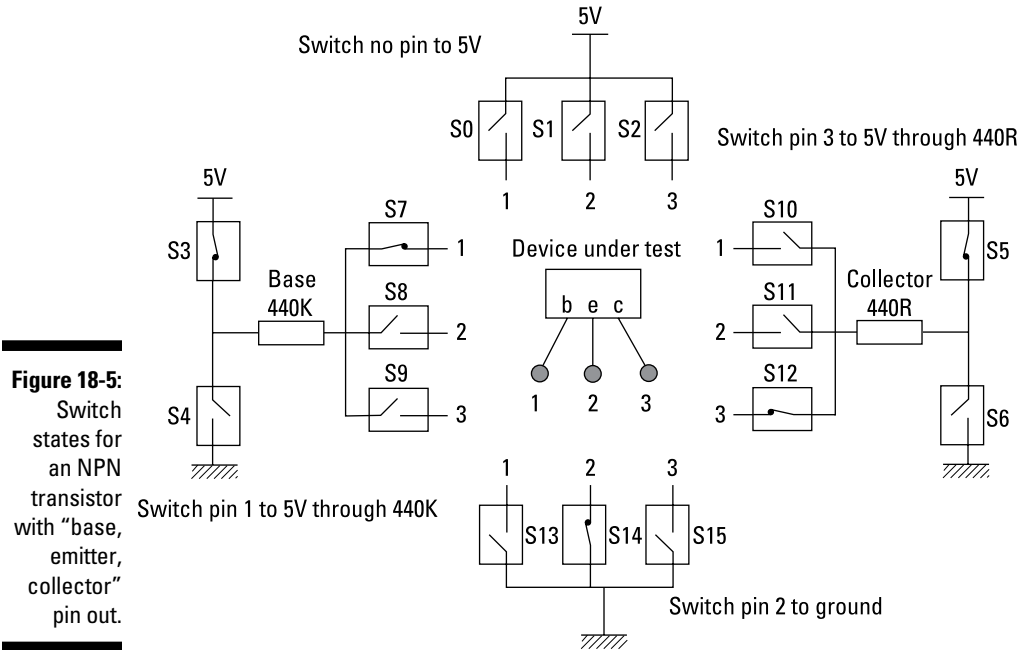 5V
Switch no pin to 5V
S0
S1
S2
1
2
3
Switch pin 3 to 5V through 440R
5V
S3
S4
Base
440K
S7
1
S8
2
S9
3
Switch pin 1 to 5V through 440K
Device under test
b e c
1 2 3
5V
S10
1
S11
2
S12
3
Collector
440R
S5
S6
1 2 3
S13
S14
S15
Switch pin 2 to ground
Figure 18-5:
Switch
states for
an NPN
transistor
with “base,
emitter,
collector”
pin out.